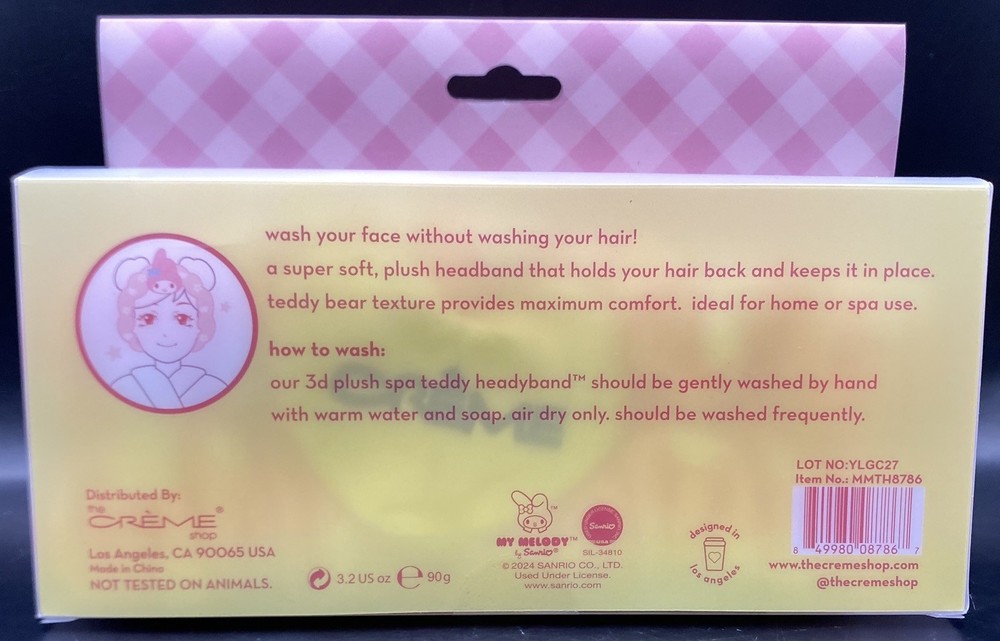 wash your face without washing your hair!
a super soft, plush headband that holds your hair back and keeps it in place.
teddy bear texture provides maximum comfort. ideal for home or spa use.
how to wash:
our 3d plush spa teddy headyband™ should be gently washed by hand
with warm water and soap. air dry only. should be washed frequently.
Distributed By:
the
CRÈME®
shop
Los Angeles, CA 90065 USA
Made in China
NOT TESTED ON ANIMALS.
3.2 US oz ℮ 90g
MY MELODY™
by Sanrio®
Sanrio
SIL-34810
© 2024 SANRIO CO., LTD.
Used Under License.
www.sanrio.com
designed in
los angeles
LOT NO:YLGC27
Item No.: MMTH8786
8 49980 08786 7
www.thecremeshop.com
@thecremeshop